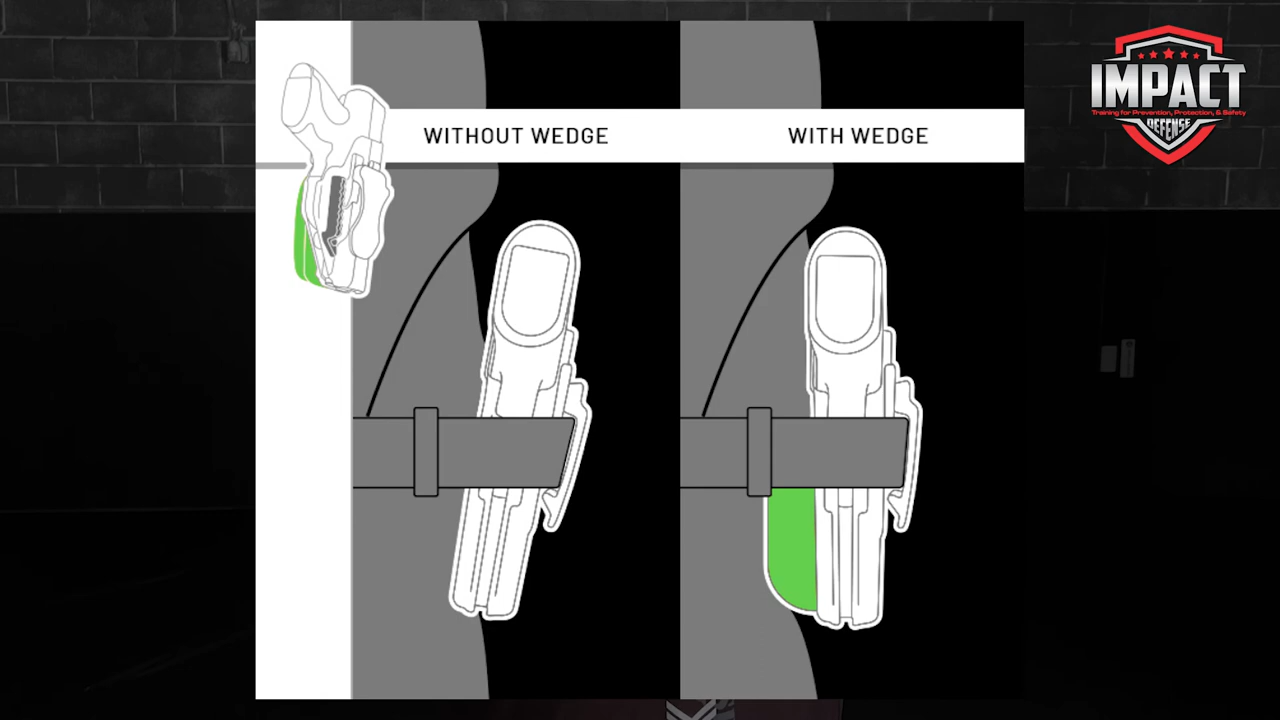 WITHOUT WEDGE
WITH WEDGE
IMPACT
Training for Prevention, Protection, & Safety
DEFENSE